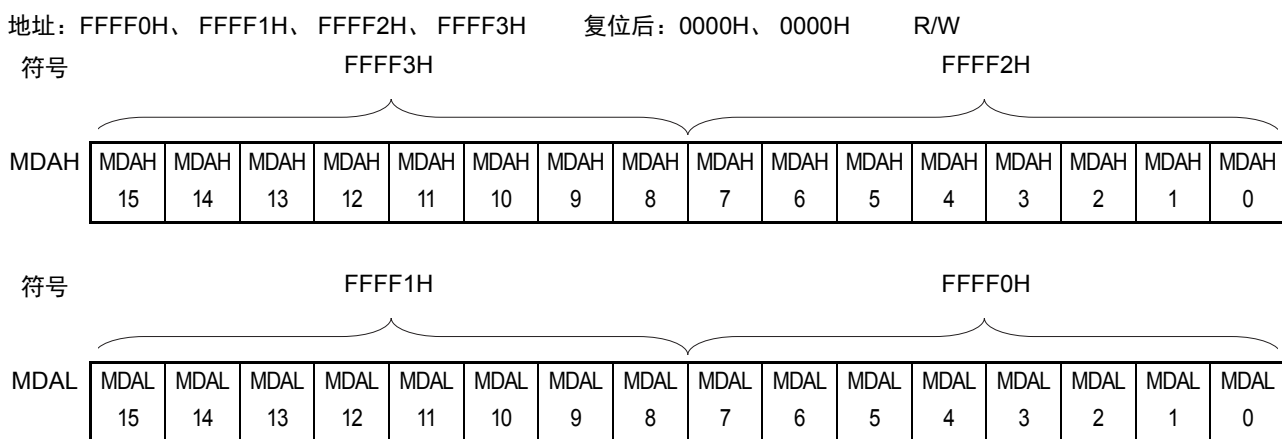 地址：FFFF0H、 FFFF1H、 FFFF2H、 FFFF3H 复位后：0000H、 0000H R/W
符号 FFFF3H FFFF2H
MDAH MDAH MDAH MDAH MDAH MDAH MDAH MDAH MDAH MDAH MDAH MDAH MDAH MDAH MDAH MDAH MDAH
15 14 13 12 11 10 9 8 7 6 5 4 3 2 1 0
符号 FFFF1H FFFF0H
MDAL MDAL MDAL MDAL MDAL MDAL MDAL MDAL MDAL MDAL MDAL MDAL MDAL MDAL MDAL MDAL MDAL
15 14 13 12 11 10 9 8 7 6 5 4 3 2 1 0